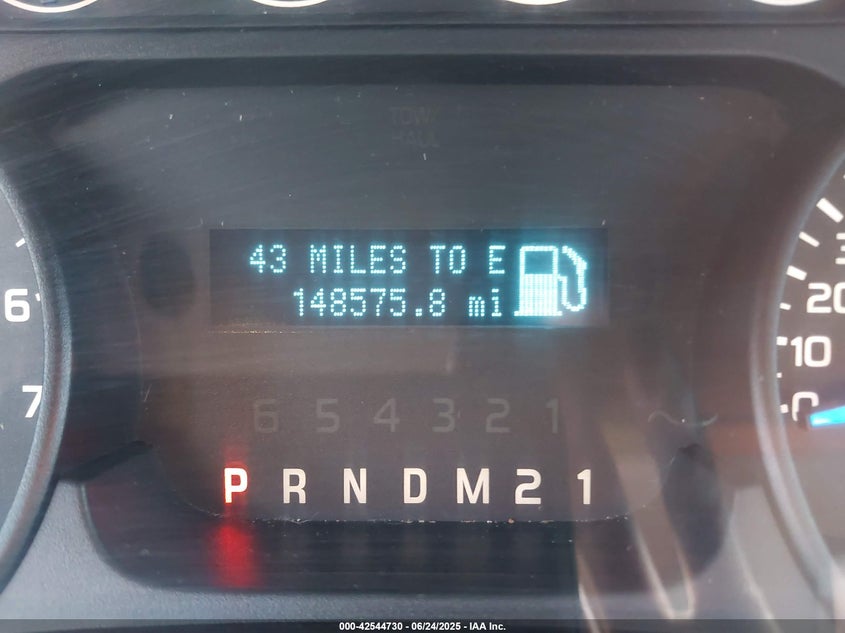 TOW/
HAUL
43 MILES TO E
148575.8 mi
6 5 4 3 2 1
P R N D M 2 1
6
7
20
10
0
000-42544730 - 06/24/2025 - IAA Inc.